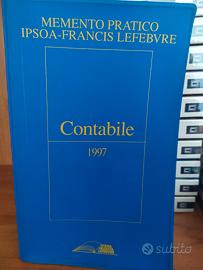 MEMENTO PRATICO
IPSOA-FRANCIS LEFEBVRE
Contabile
1997
subito